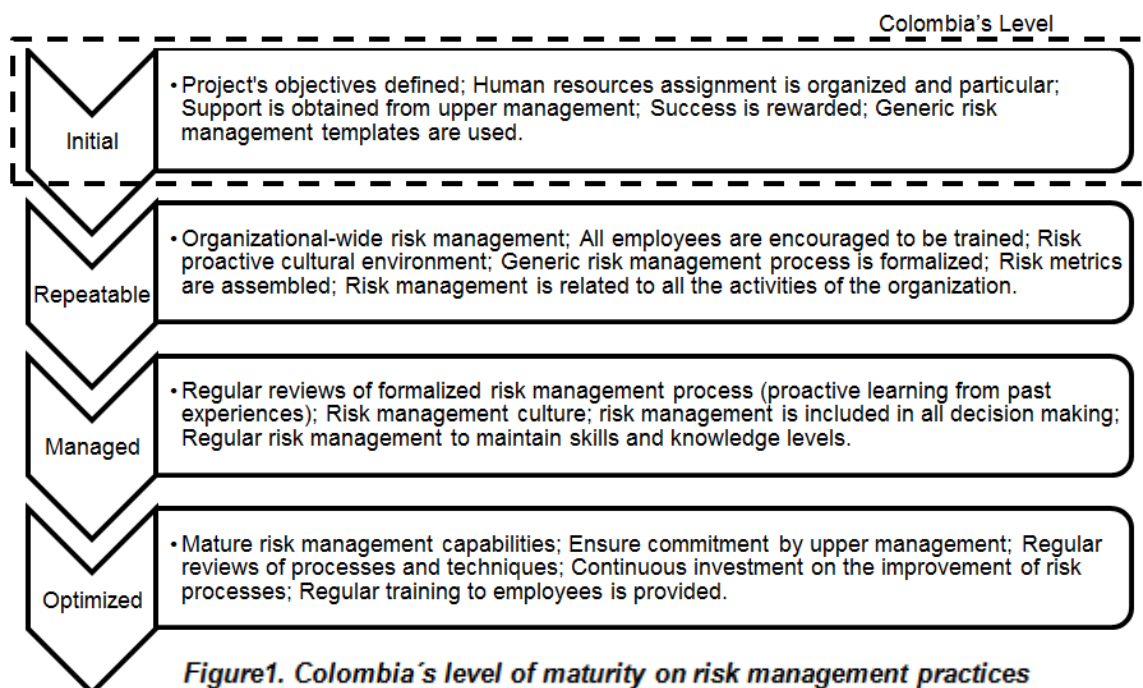 Colombia's Level
Initial
• Project's objectives defined; Human resources assignment is organized and particular;
Support is obtained from upper management; Success is rewarded; Generic risk
management templates are used.
Repeatable
• Organizational-wide risk management; All employees are encouraged to be trained; Risk
proactive cultural environment; Generic risk management process is formalized; Risk metrics
are assembled; Risk management is related to all the activities of the organization.
Managed
• Regular reviews of formalized risk management process (proactive learning from past
experiences); Risk management culture; risk management is included in all decision making;
Regular risk management to maintain skills and knowledge levels.
Optimized
• Mature risk management capabilities; Ensure commitment by upper management; Regular
reviews of processes and techniques; Continuous investment on the improvement of risk
processes; Regular training to employees is provided.
Figure1. Colombia´s level of maturity on risk management practices